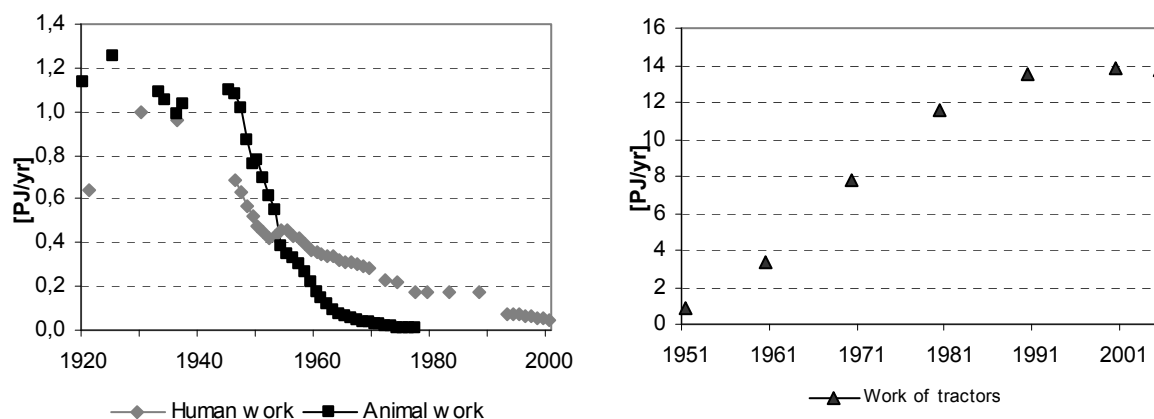 1,4
1,2
1,0
0,8
0,6
0,4
0,2
0,0
[PJ/yr]
1920 1940 1960 1980 2000
Human work Animal work
16
14
12
10
8
6
4
2
0
[PJ/yr]
1951 1961 1971 1981 1991 2001
Work of tractors